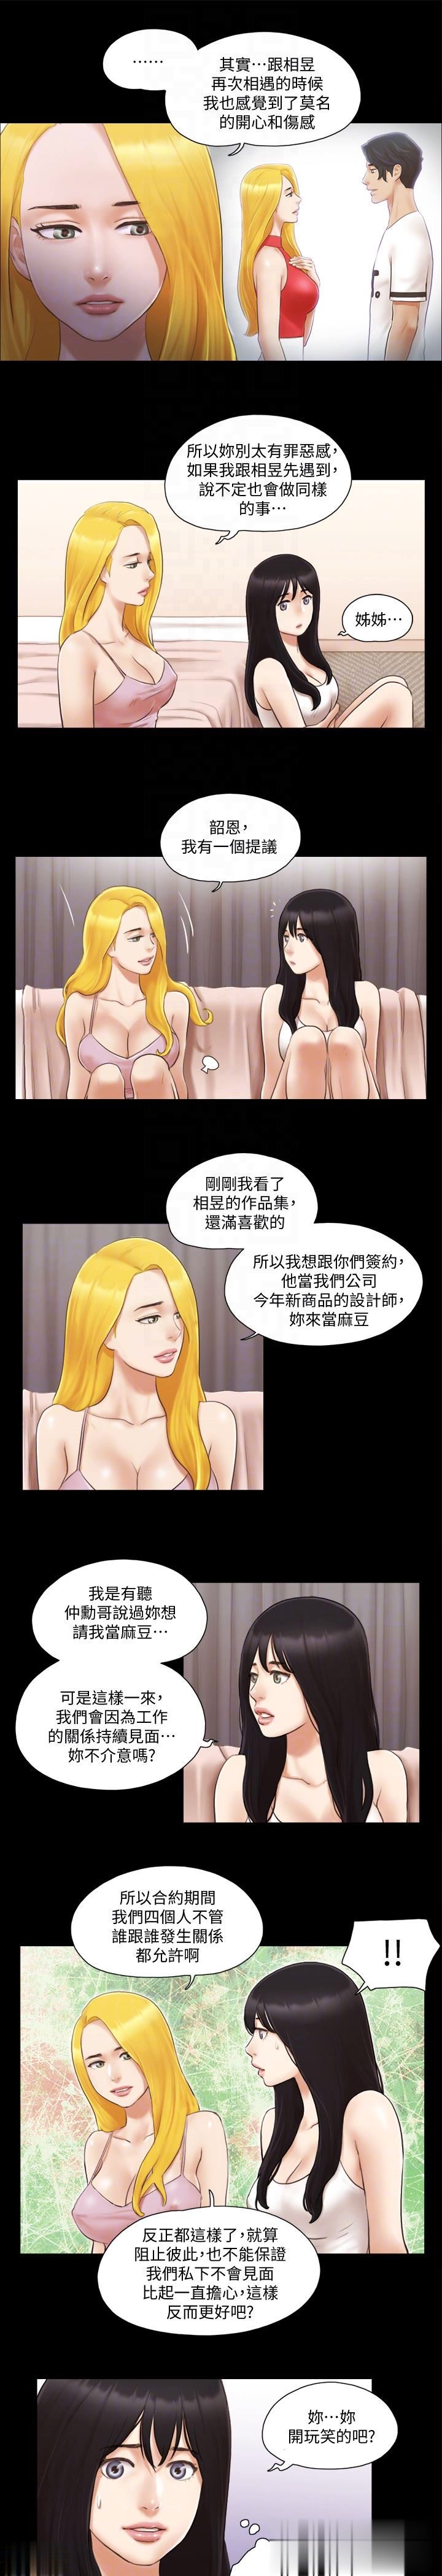 ……
其實…跟相昱
再次相遇的時候
我也感覺到了莫名
的開心和傷感
所以妳別太有罪惡感,
如果我跟相昱先遇到,
說不定也會做同樣
的事…
姊姊…
韶恩,
我有一個提議
剛剛我看了
相昱的作品集,
還滿喜歡的
所以我想跟你們簽約,
他當我們公司
今年新商品的設計師,
妳來當麻豆
我是有聽
仲勳哥說過妳想
請我當麻豆…
可是這樣一來,
我們會因為工作
的關係持續見面…
妳不介意嗎?
所以合約期間
我們四個人不管
誰跟誰發生關係
都允許啊
!!
反正都這樣了,就算
阻止彼此,也不能保證
我們私下不會見面
比起一直擔心,這樣
反而更好吧?
妳…妳
開玩笑的吧?